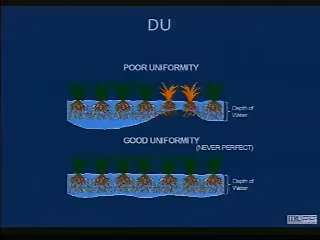 DU
POOR UNIFORMITY
Depth of
Water
GOOD UNIFORMITY
(NEVER PERFECT)
Depth of
Water